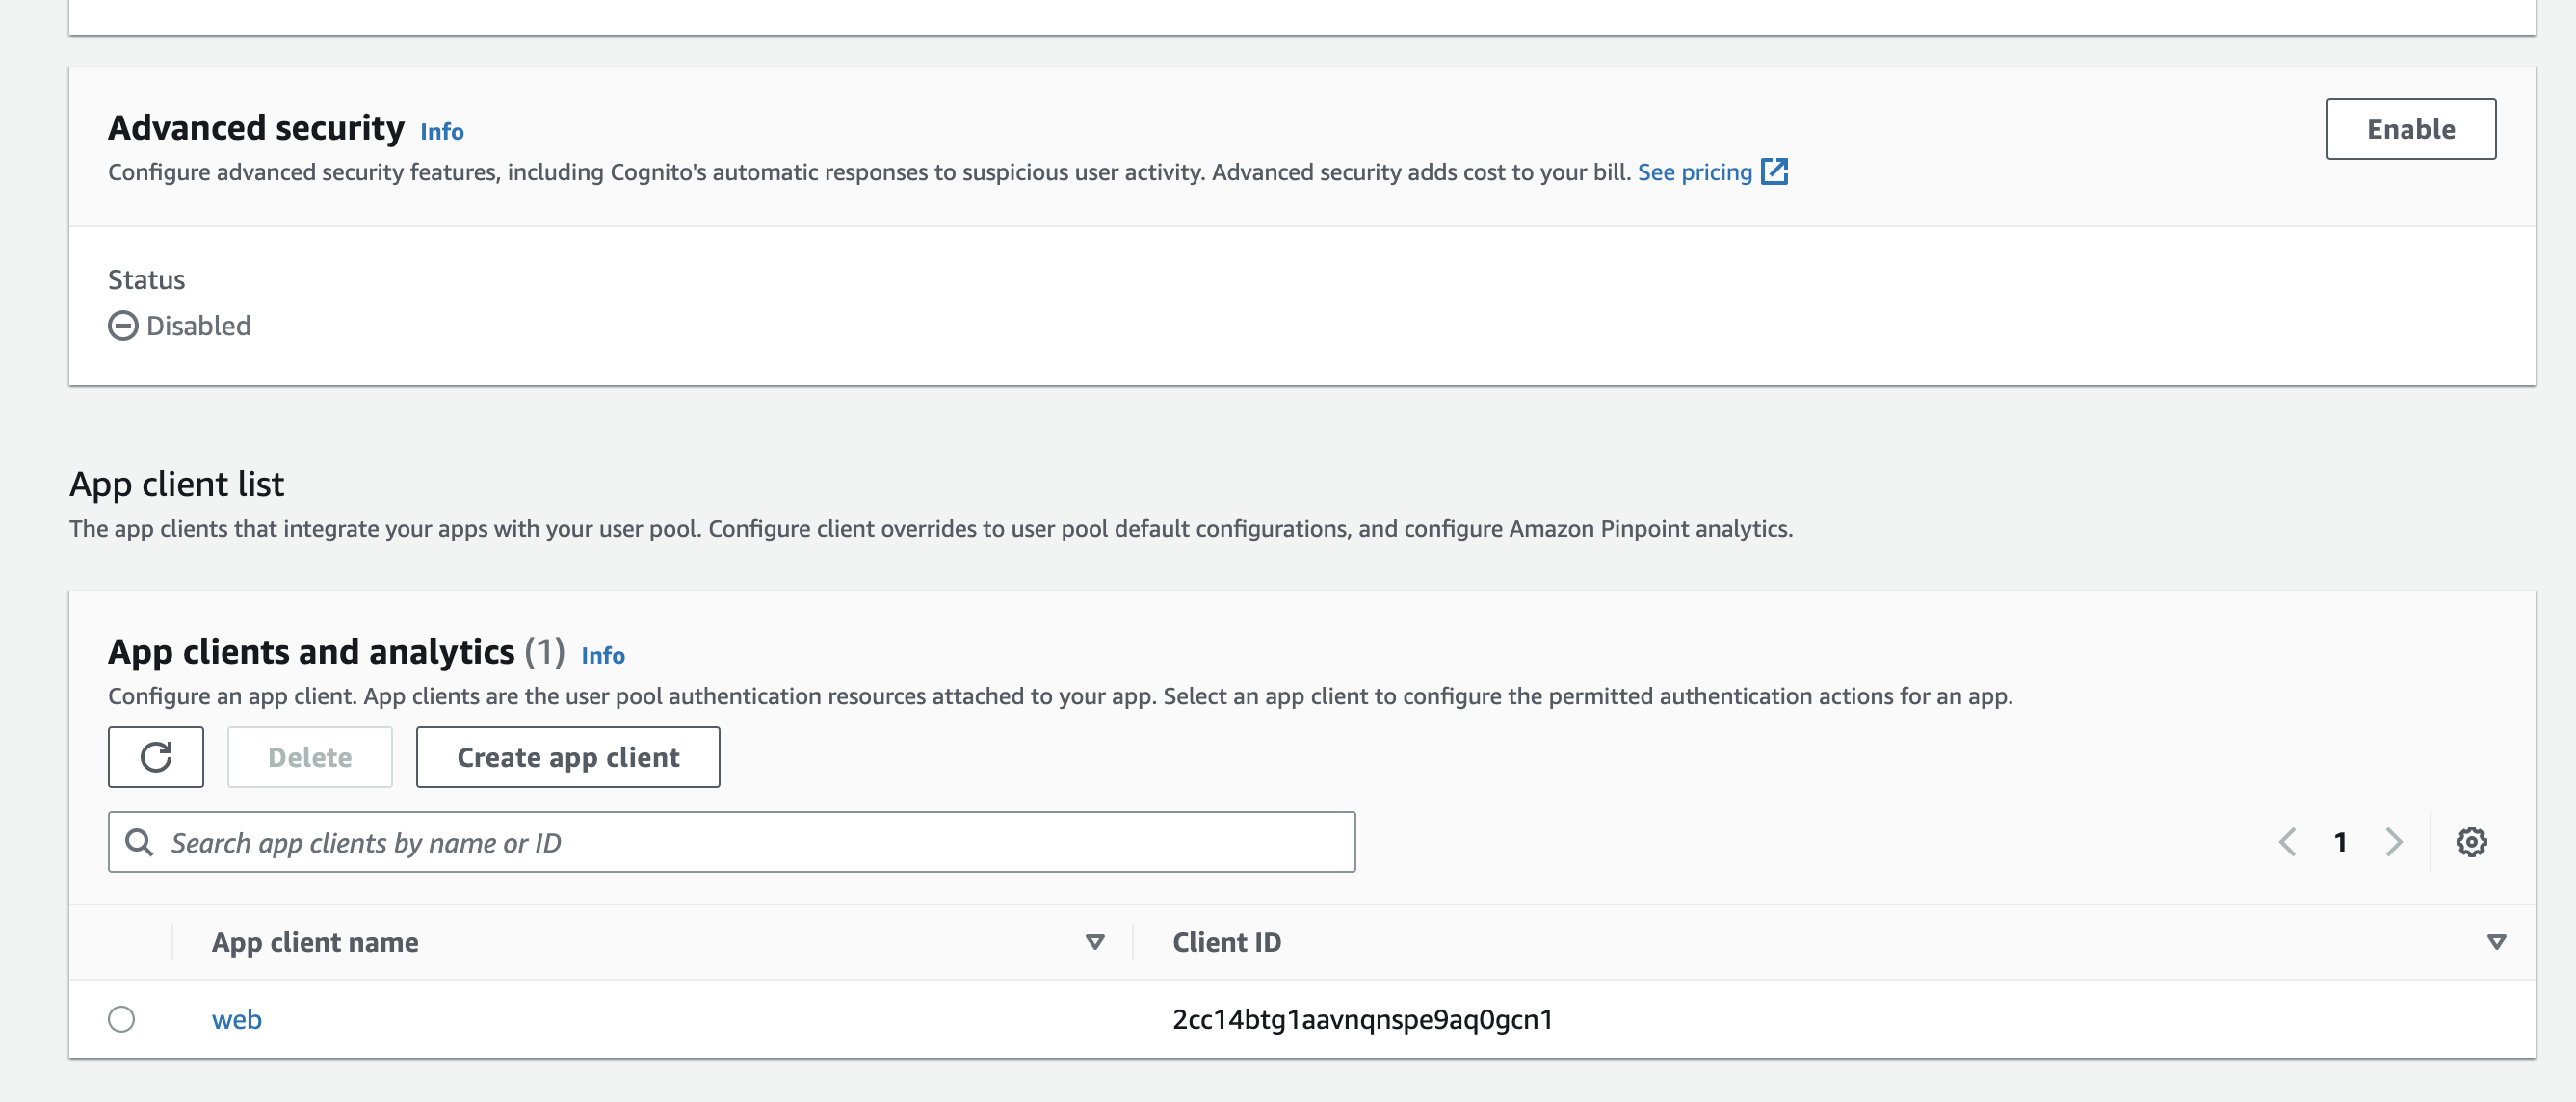 Advanced security Info
Enable
Configure advanced security features, including Cognito's automatic responses to suspicious user activity. Advanced security adds cost to your bill. See pricing
Status
Disabled
App client list
The app clients that integrate your apps with your user pool. Configure client overrides to user pool default configurations, and configure Amazon Pinpoint analytics.
App clients and analytics (1) Info
Configure an app client. App clients are the user pool authentication resources attached to your app. Select an app client to configure the permitted authentication actions for an app.
Delete Create app client
Search app clients by name or ID
1
App client name Client ID
web 2cc14btg1aavnqnspe9aq0gcn1